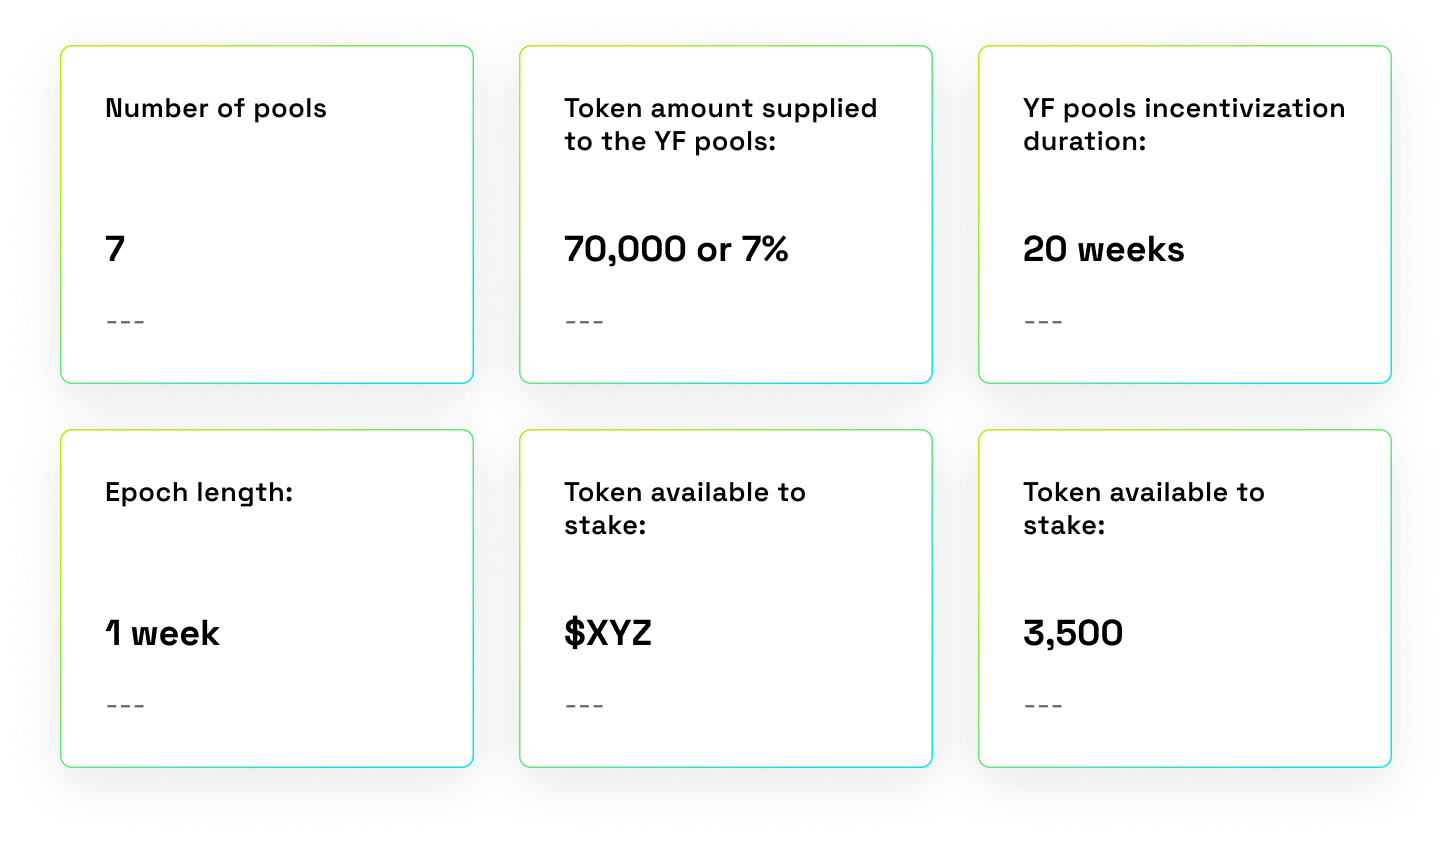 Number of pools
7
---
Token amount supplied
to the YF pools:
70,000 or 7%
---
YF pools incentivization
duration:
20 weeks
---
Epoch length:
1 week
---
Token available to
stake:
$XYZ
---
Token available to
stake:
3,500
---